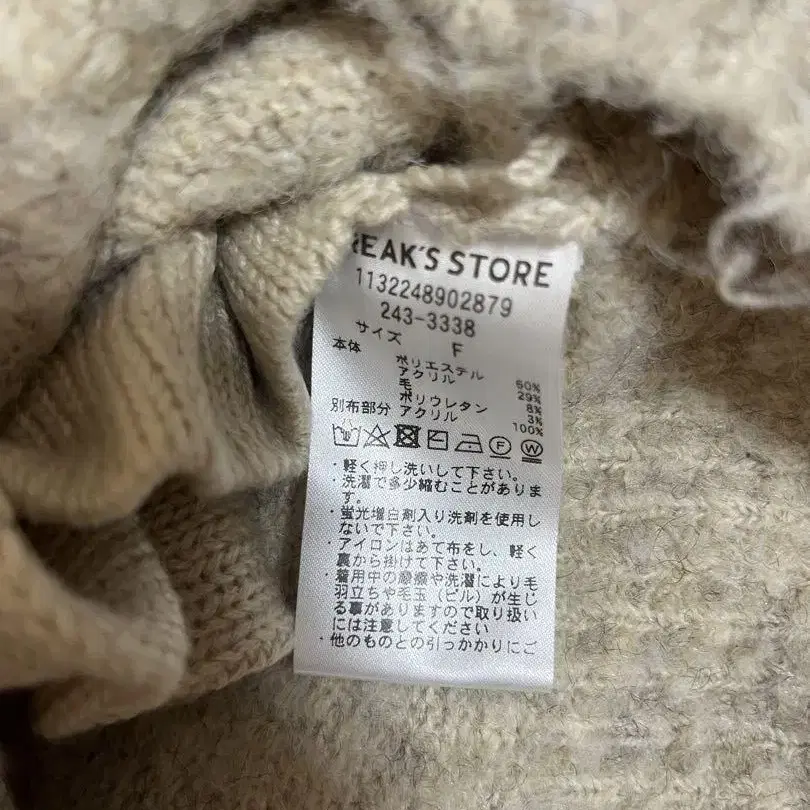 REAK'S STORE
1132248902879
243-3338
サイズ F
本体 ポリエステル 60%
アクリル 29%
毛 8%
ポリウレタン 3%
別布部分 アクリル 100%
・軽く押し洗いして下さい。
・洗濯で多少縮むことがありま
す。
・蛍光増白剤入り洗剤を使用し
ないで下さい。
・アイロンはあて布をし、軽く
裏から掛けて下さい。
・着用中の摩擦や洗濯により毛
羽立ちや毛玉(ピル)が生じ
る事がありますので取り扱い
には注意してください
・他のものとの引っかかりにご